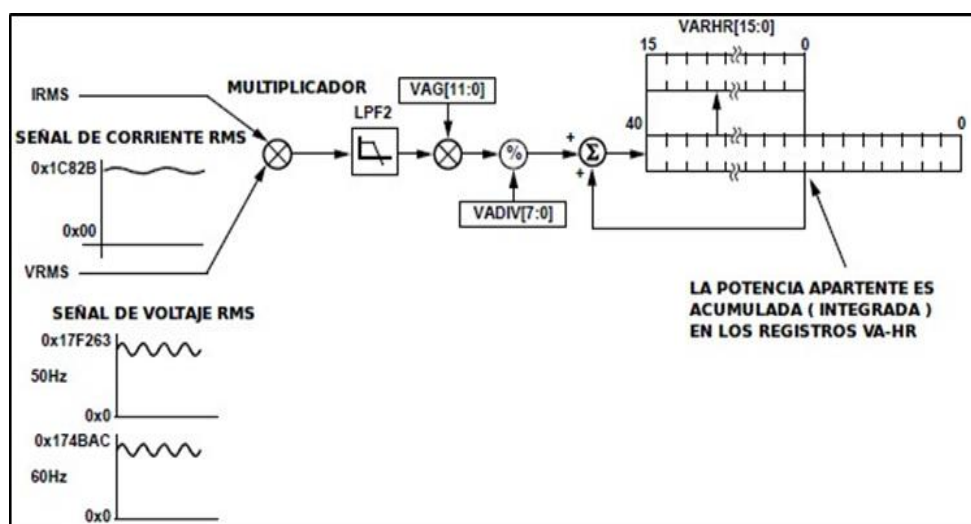 VARHR[15:0]
15
0
MULTIPLICADOR
IRMS
VAG[11:0]
LPF2
SEÑAL DE CORRIENTE RMS
40
0
0x1C82B
%
Σ
+
+
VADIV[7:0]
0x00
VRMS
LA POTENCIA APARTENTE ES
ACUMULADA ( INTEGRADA )
EN LOS REGISTROS VA-HR
SEÑAL DE VOLTAJE RMS
0x17F263
50Hz
0x0
0x174BAC
60Hz
0x0